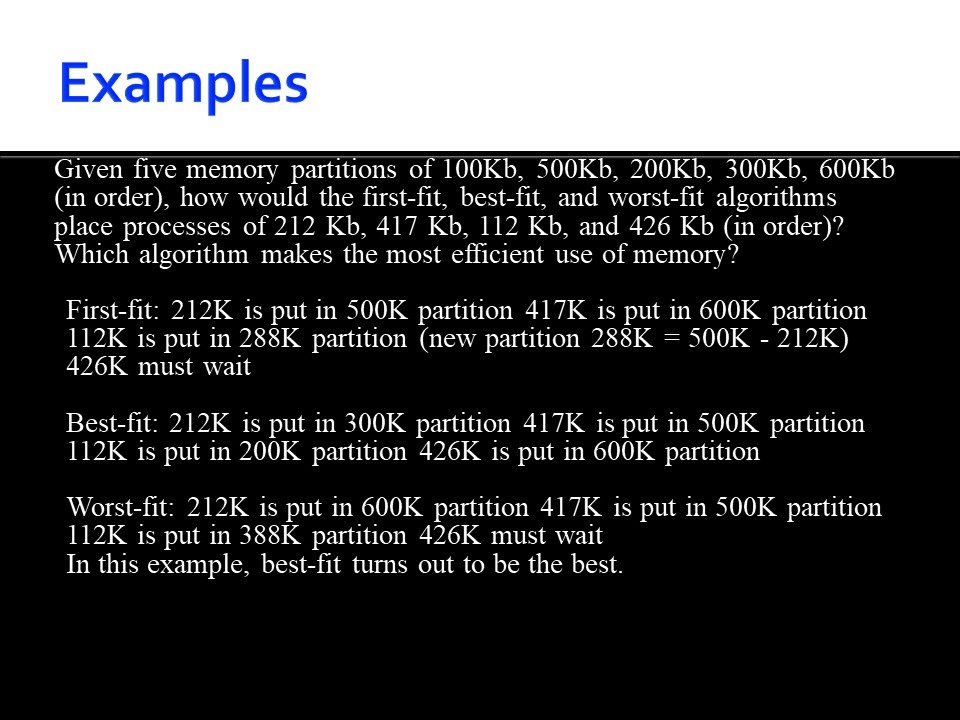 Examples
Given five memory partitions of 100Kb, 500Kb, 200Kb, 300Kb, 600Kb
(in order), how would the first-fit, best-fit, and worst-fit algorithms
place processes of 212 Kb, 417 Kb, 112 Kb, and 426 Kb (in order)?
Which algorithm makes the most efficient use of memory?
First-fit: 212K is put in 500K partition 417K is put in 600K partition
112K is put in 288K partition (new partition 288K = 500K - 212K)
426K must wait
Best-fit: 212K is put in 300K partition 417K is put in 500K partition
112K is put in 200K partition 426K is put in 600K partition
Worst-fit: 212K is put in 600K partition 417K is put in 500K partition
112K is put in 388K partition 426K must wait
In this example, best-fit turns out to be the best.